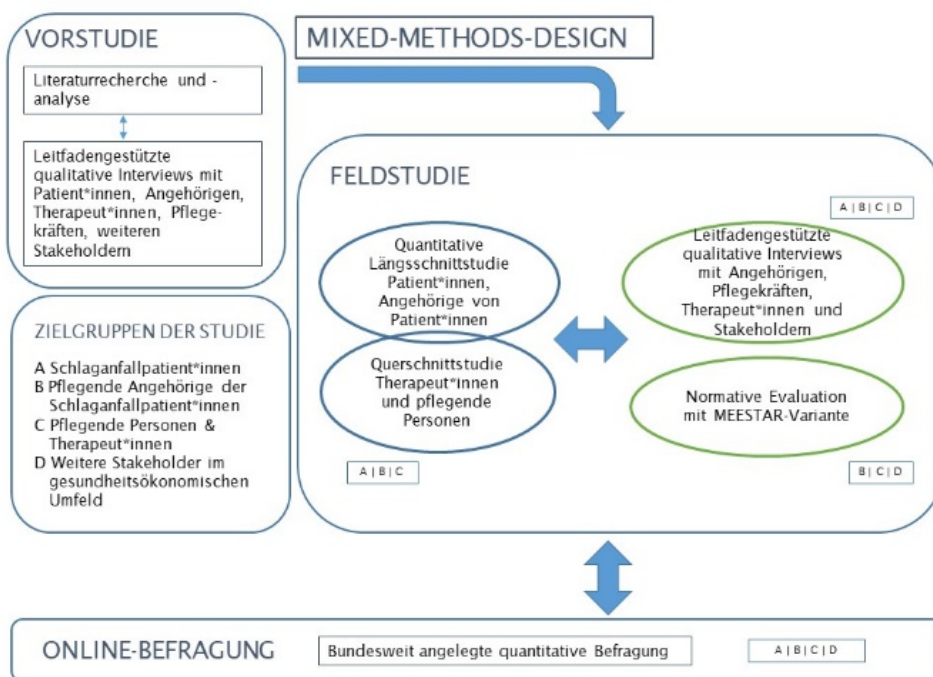 VORSTUDIE
Literaturrecherche und -
analyse
Leitfadengestützte
qualitative Interviews mit
Patient*innen, Angehörigen,
Therapeut*innen, Pflege-
kräften, weiteren
Stakeholdern
ZIELGRUPPEN DER STUDIE
A Schlaganfallpatient*innen
B Pflegende Angehörige der
Schlaganfallpatient*innen
C Pflegende Personen &
Therapeut*innen
D Weitere Stakeholder im
gesundheitsökonomischen
Umfeld
MIXED-METHODS-DESIGN
FELDSTUDIE
Quantitative
Längsschnittstudie
Patient*innen,
Angehörige von
Patient*innen
Querschnittstudie
Therapeut*innen
und pflegende
Personen
A | B | C
A | B | C | D
Leitfadengestützte
qualitative Interviews
mit Angehörigen,
Pflegekräften,
Therapeut*innen und
Stakeholdern
Normative Evaluation
mit MEESTAR-Variante
B | C | D
ONLINE-BEFRAGUNG
Bundesweit angelegte quantitative Befragung
A | B | C | D